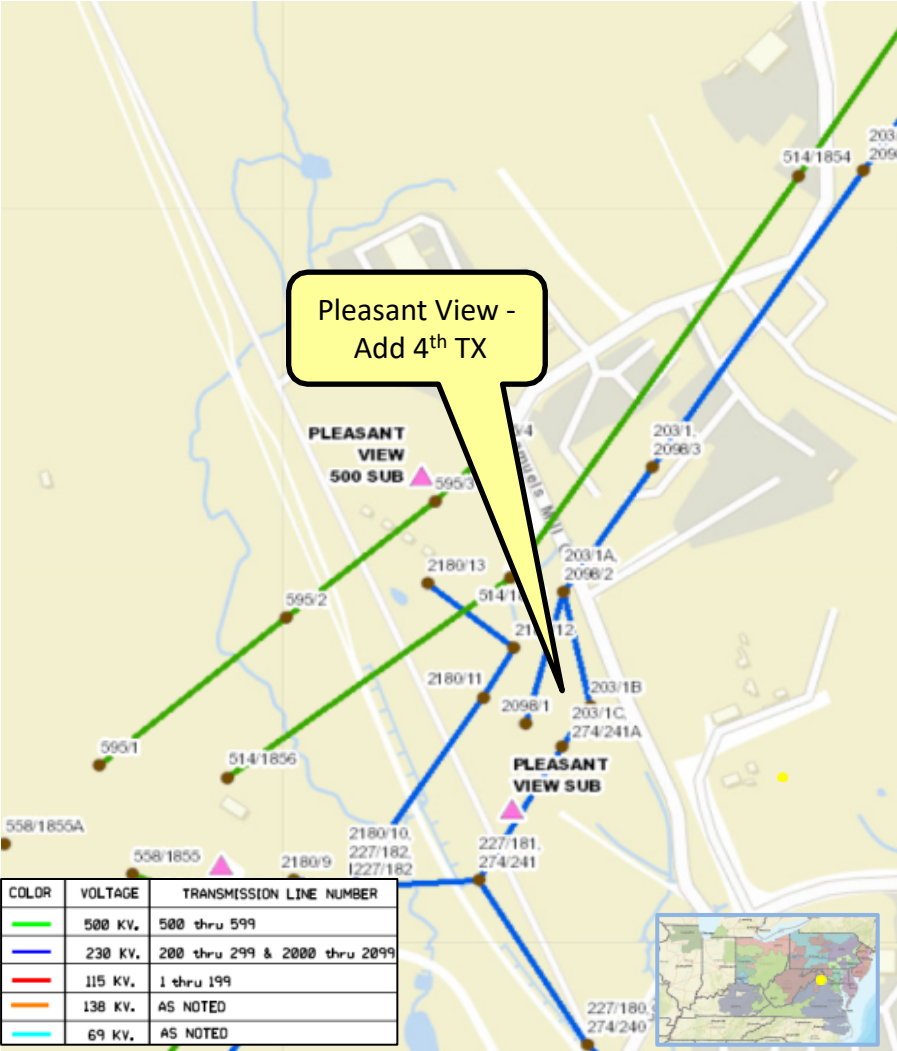 514/1854
203
209
Pleasant View -
Add 4th TX
PLEASANT
VIEW
500 SUB
595/3
/4
203/1,
2098/3
2180/13
203/1A,
2098/2
595/2
514/18
12
2180/11
203/1B
2098/1
203/1C,
274/241A
595/1
514/1856
PLEASANT
VIEW SUB
558/1855A
558/1855
2180/9
2180/10,
227/182,
227/182
227/181,
274/241
COLOR VOLTAGE TRANSMISSION LINE NUMBER
500 KV. 500 thru 599
230 KV. 200 thru 299 & 2000 thru 2099
115 KV. 1 thru 199
138 KV. AS NOTED
69 KV. AS NOTED
227/180,
274/240